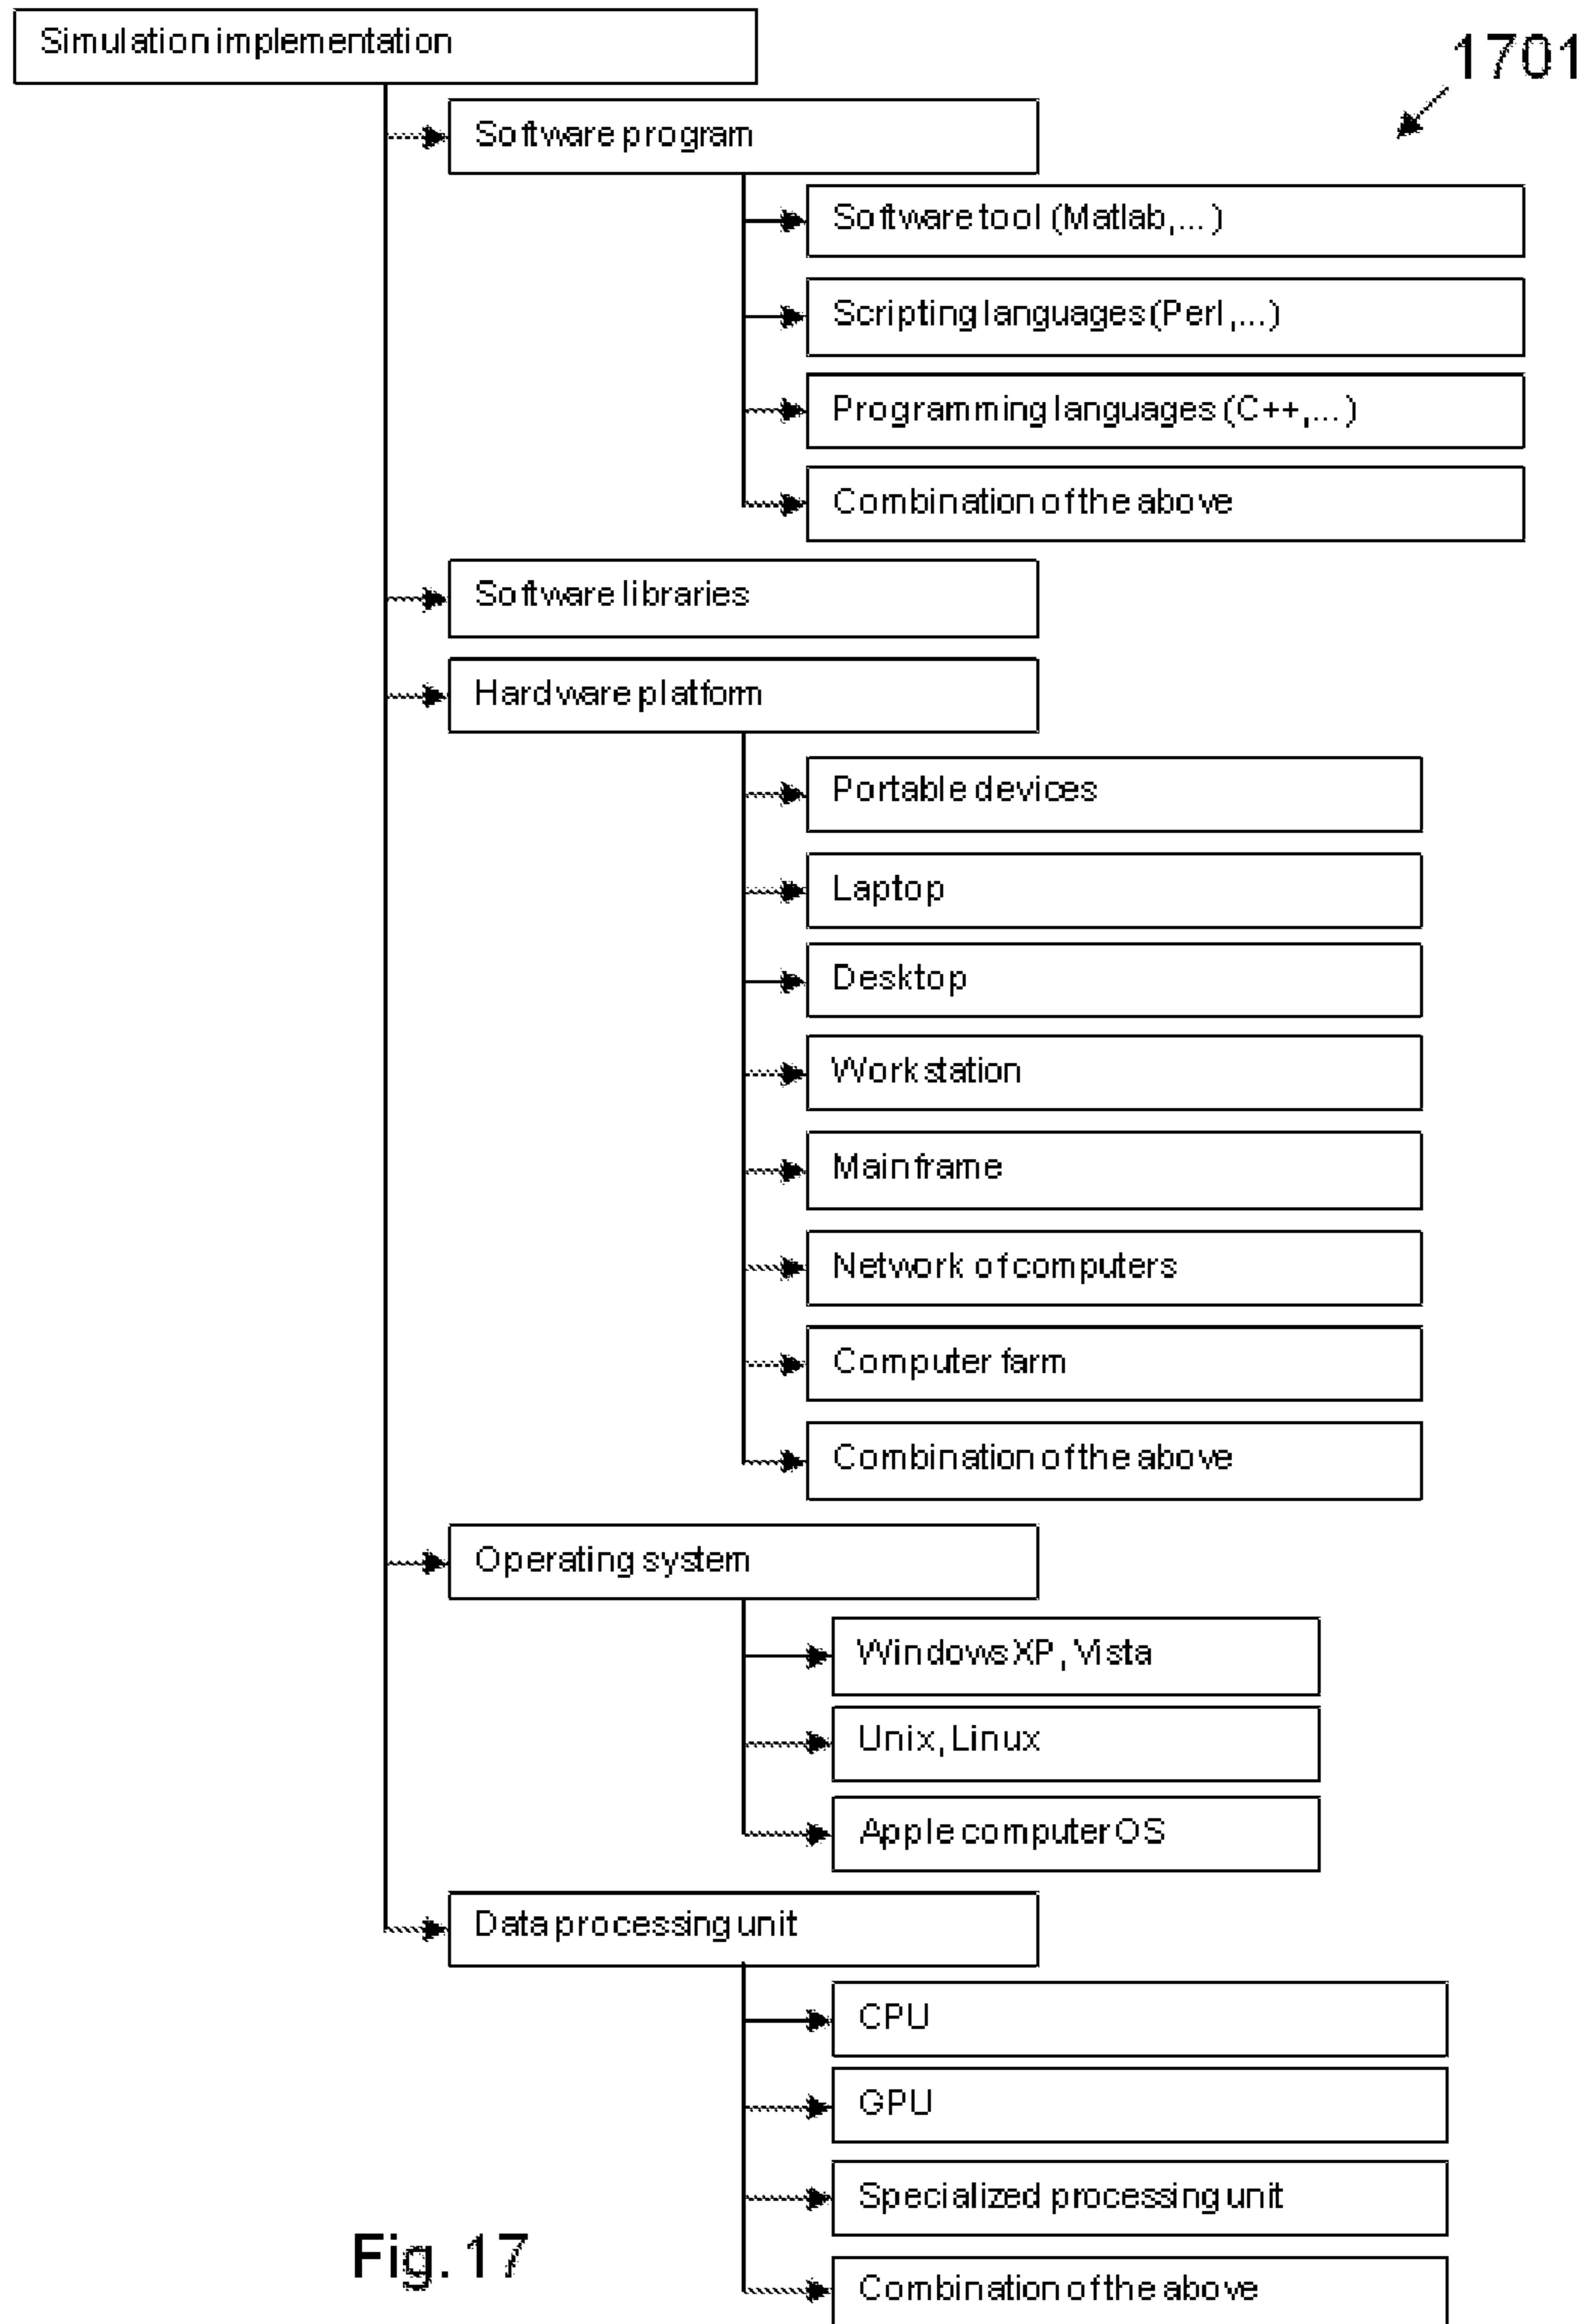 Simulation implementation
1701
Software program
Software tool (Matlab,...)
Scripting languages (Perl,...)
Programming languages (C++,...)
Combination of the above
Software libraries
Hardware platform
Portable devices
Laptop
Desktop
Workstation
Mainframe
Network of computers
Computer farm
Combination of the above
Operating system
Windows XP, Vista
Unix, Linux
Apple computer OS
Data processing unit
CPU
GPU
Specialized processing unit
Combination of the above
Fig. 17